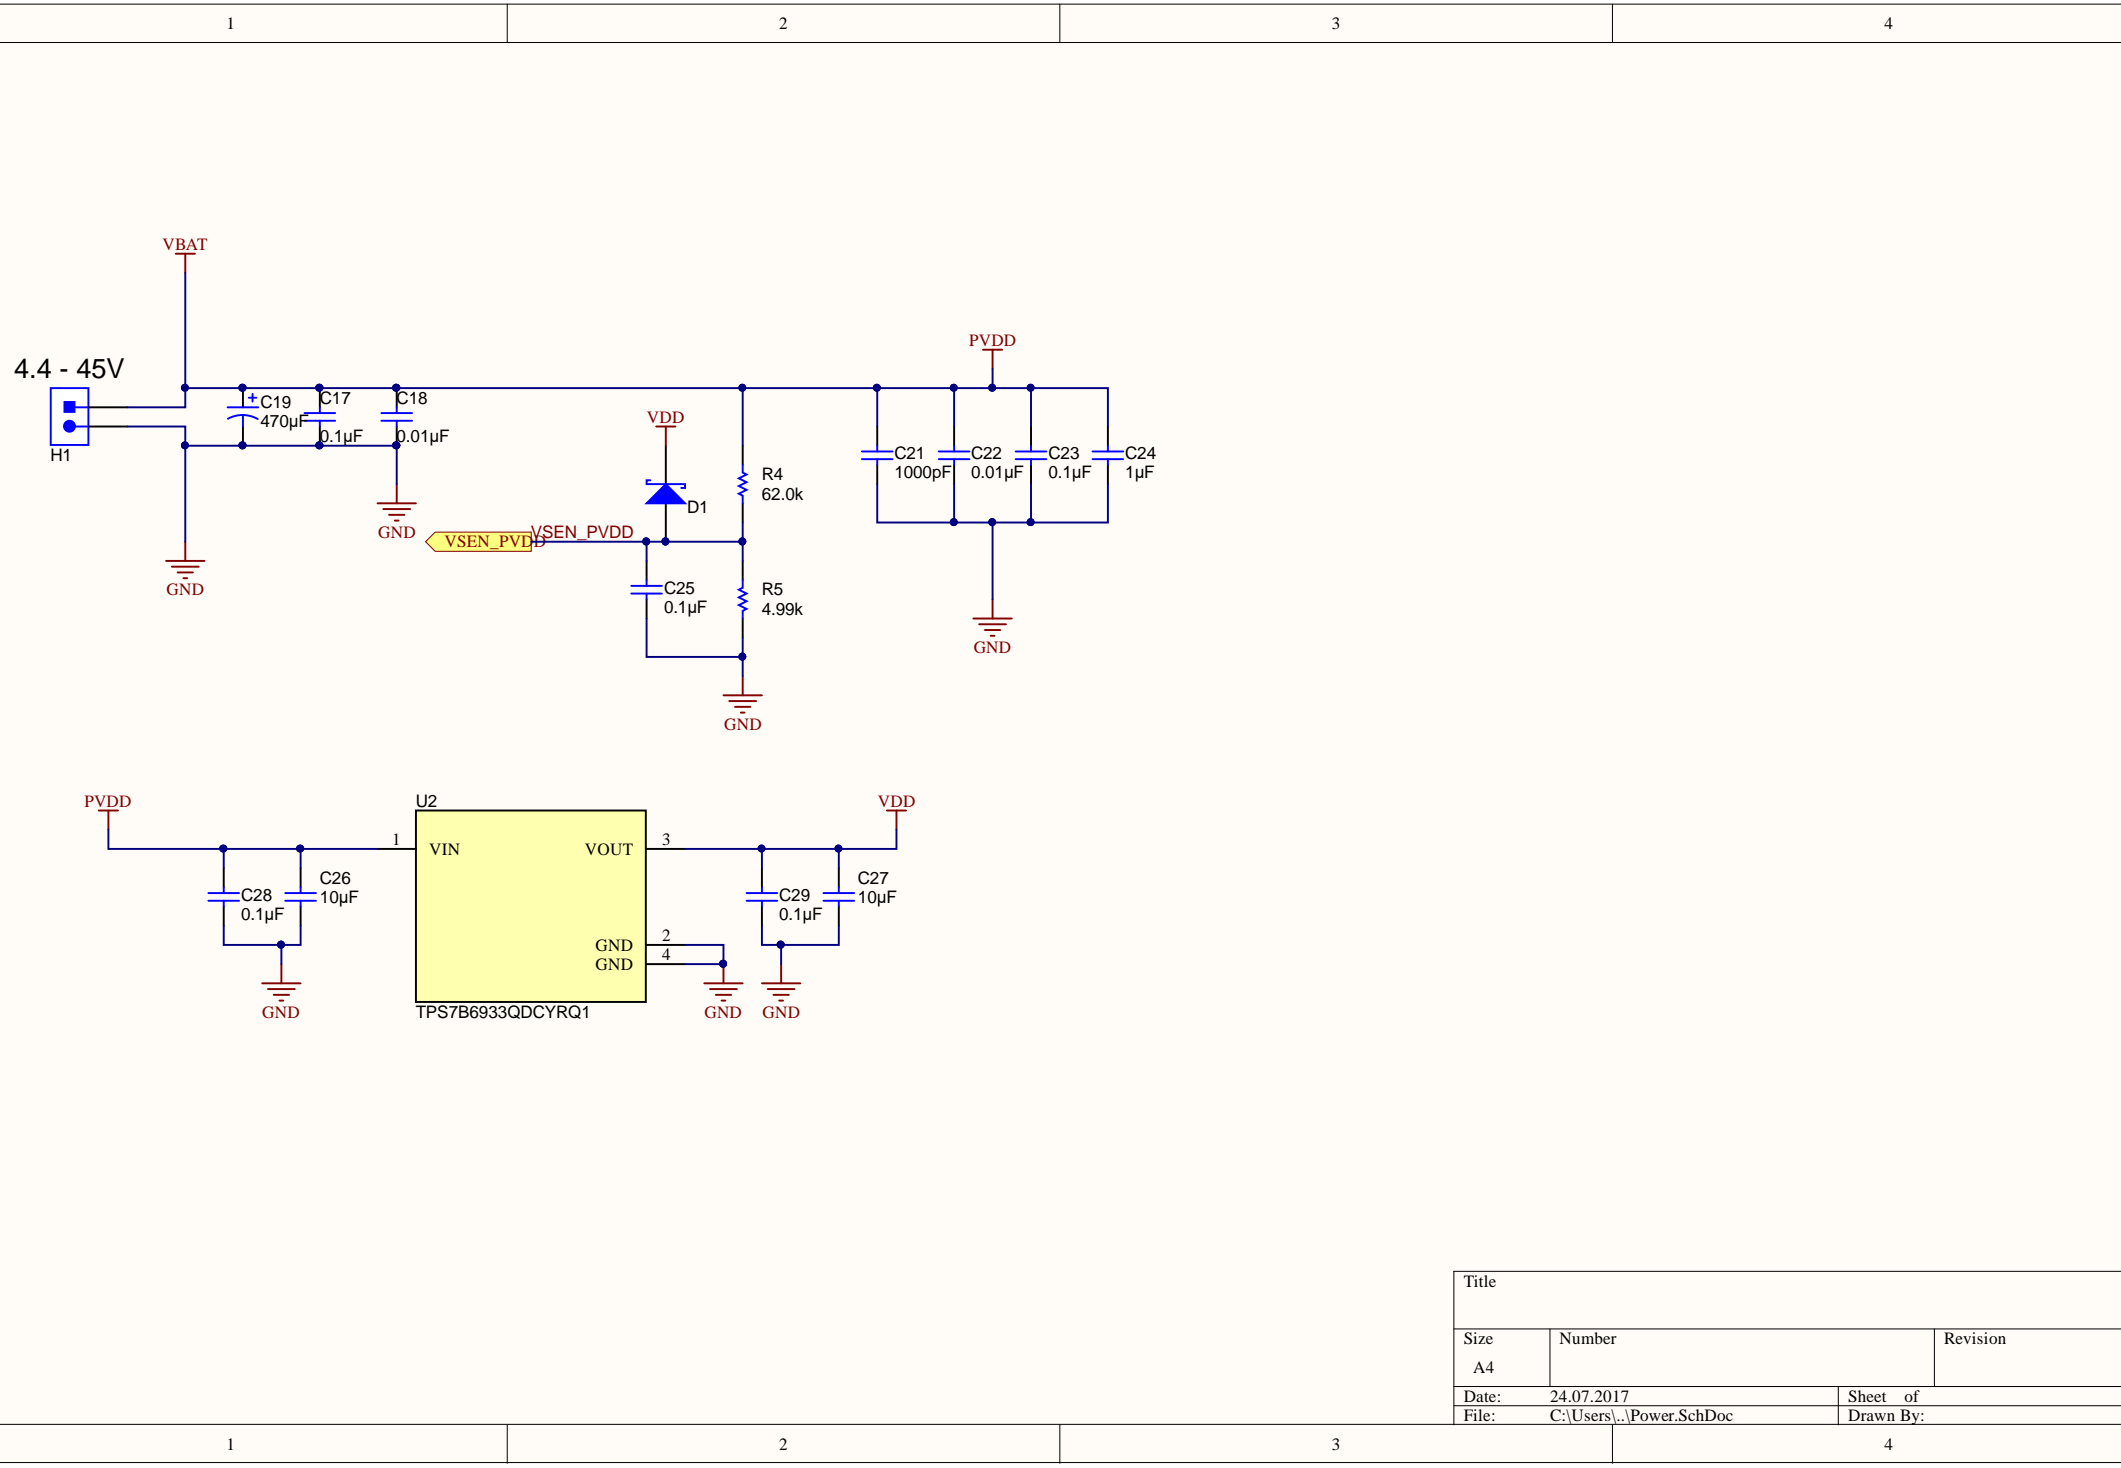 1 2 3 4
VBAT
PVDD
4.4 - 45V
H1
C19
470µF
C17
0.1µF
C18
0.01µF
GND
GND
VDD
D1
R4
62.0k
VSEN_PVDD
VSEN_PVDD
C25
0.1µF
R5
4.99k
GND
C21
1000pF
C22
0.01µF
C23
0.1µF
C24
1µF
GND
PVDD
C28
0.1µF
C26
10µF
GND
U2
1 VIN
VOUT 3
GND 2
GND 4
TPS7B6933QDCYRQ1
GND
VDD
C29
0.1µF
C27
10µF
GND
Title
Size Number Revision
A4
Date: 24.07.2017 Sheet of
File: C:\Users\..\Power.SchDoc Drawn By:
1 2 3 4